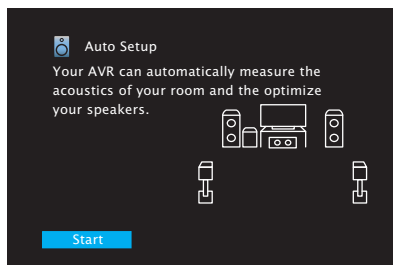 Auto Setup
Your AVR can automatically measure the
acoustics of your room and the optimize
your speakers.
Start